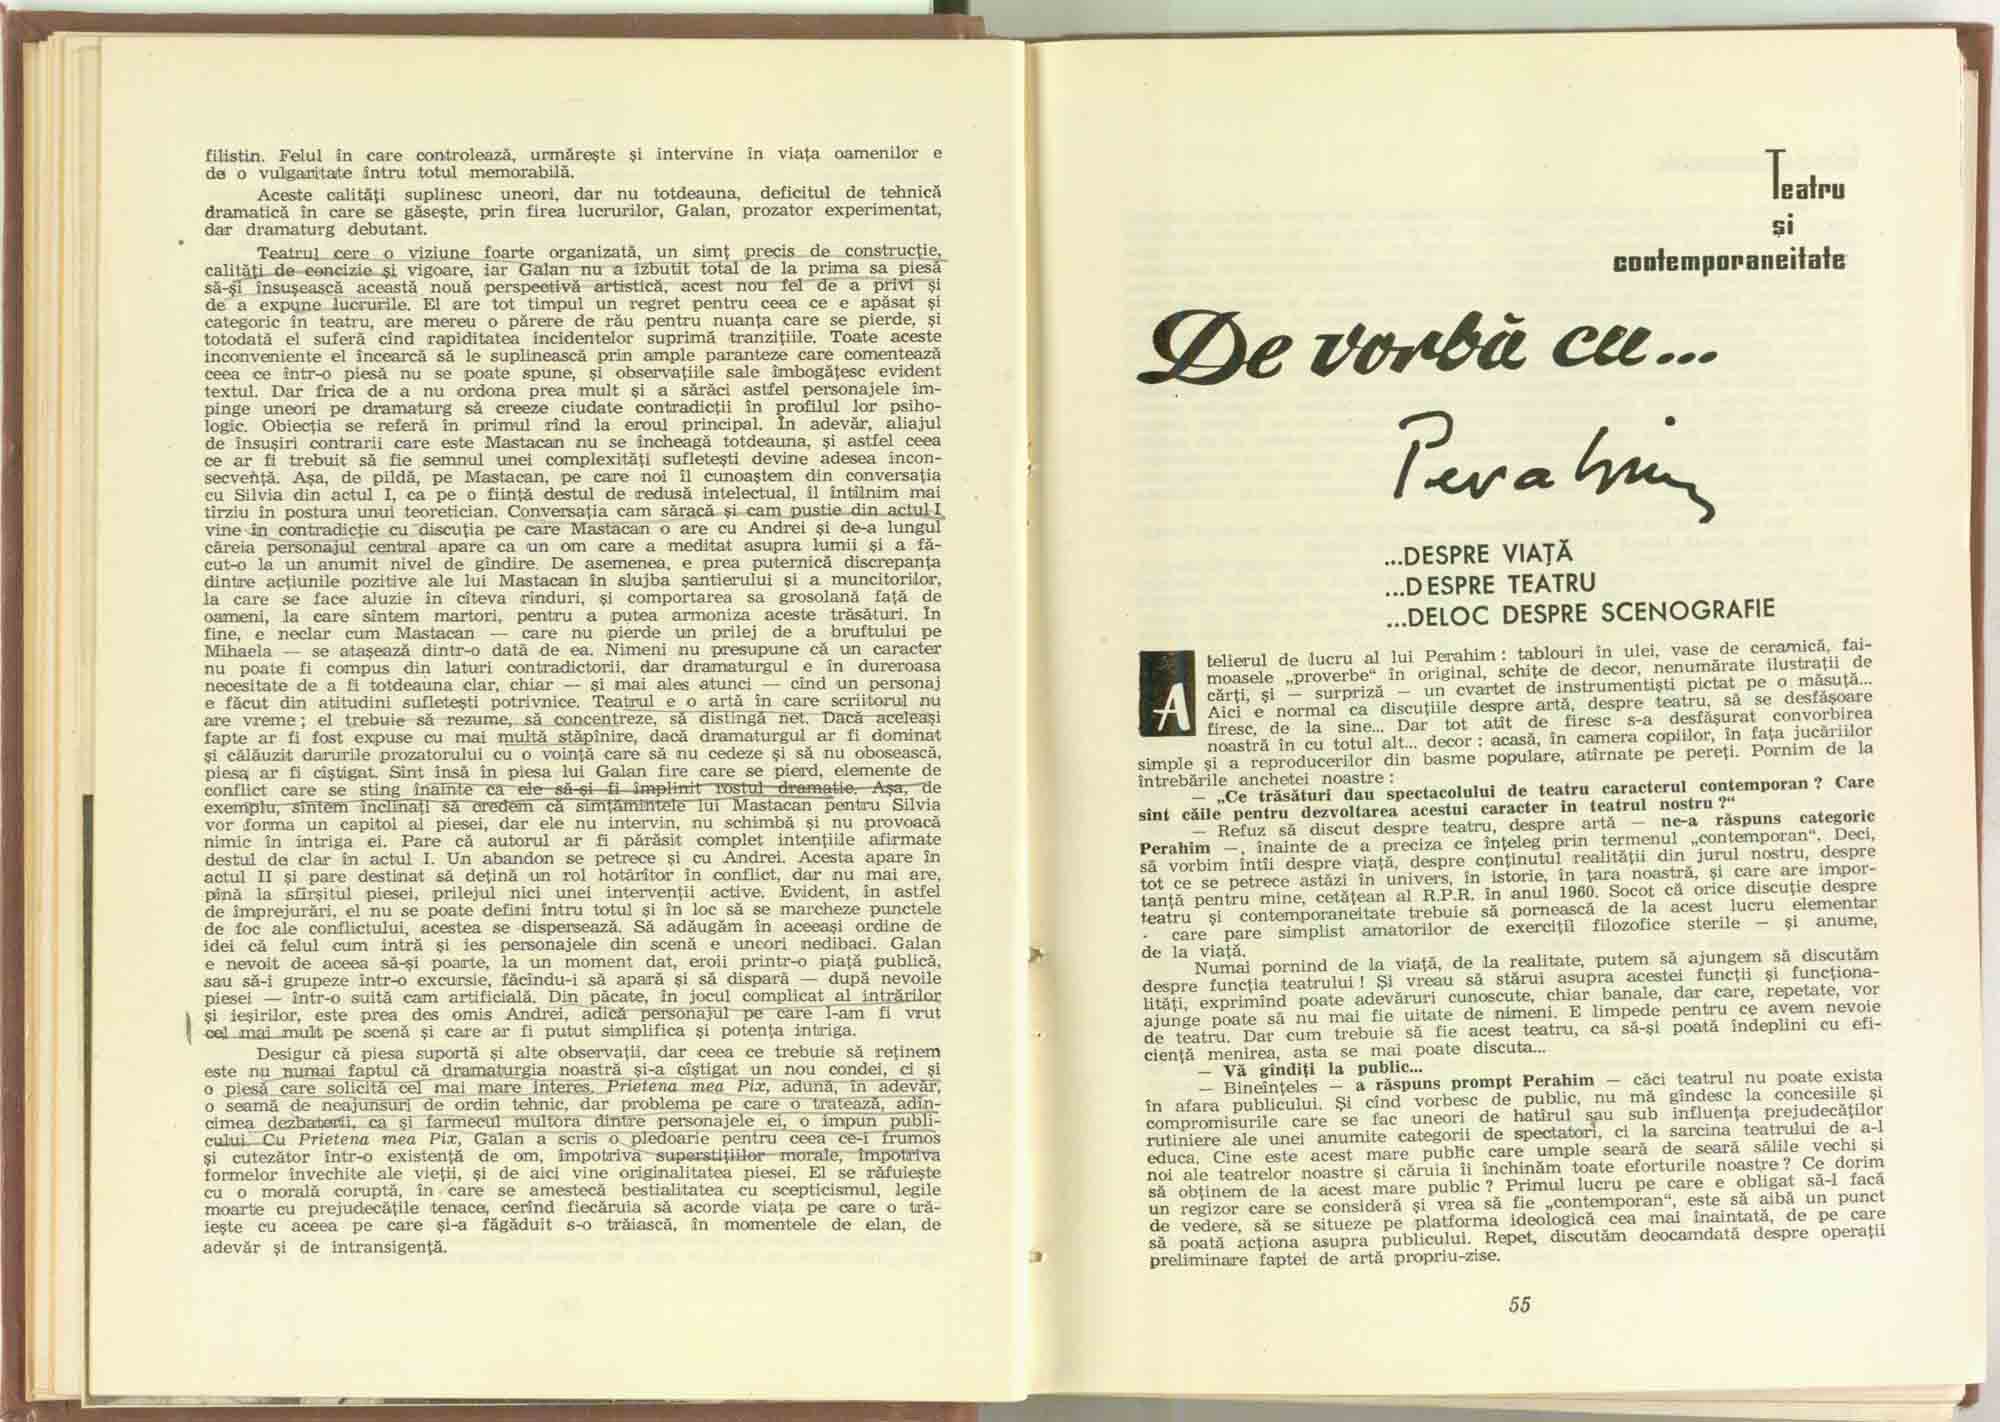 filistin. Felul în care controlează, urmărește și intervine în viața oamenilor e
de o vulgaritate întru totul memorabilă.
Aceste calități suplinesc uneori, dar nu totdeauna, deficitul de tehnică
dramatică în care se găsește, prin firea lucrurilor, Galan, prozator experimentat,
dar dramaturg debutant.
Teatrul cere o viziune foarte organizată, un simț precis de construcție,
calități de concizie și vigoare, iar Galan nu a izbutit total de la prima sa piesă
să-și însușească această nouă perspectivă artistică, acest nou fel de a privi și
de a expune lucrurile. El are tot timpul un regret pentru ceea ce e apăsat și
categoric în teatru, are mereu o părere de rău pentru nuanța care se pierde, și
totodată el suferă cînd rapiditatea incidentelor suprimă tranzițiile. Toate aceste
inconveniente el încearcă să le suplinească prin ample paranteze care comentează
ceea ce într-o piesă nu se poate spune, și observațiile sale îmbogățesc evident
textul. Dar frica de a nu ordona prea mult și a sărăci astfel personajele îm-
pinge uneori pe dramaturg să creeze ciudate contradicții în profilul lor psiho-
logic. Obiecția se referă în primul rînd la eroul principal. În adevăr, aliajul
de însușiri contrarii care este Mastacan nu se încheagă totdeauna, și astfel ceea
ce ar fi trebuit să fie semnul unei complexități sufletești devine adesea incon-
secvență. Așa, de pildă, pe Mastacan, pe care noi îl cunoaștem din conversația
cu Silvia din actul I, ca pe o ființă destul de redusă intelectual, îl întîlnim mai
tîrziu în postura unui teoretician. Conversația cam săracă și cam pustie din actul I
vine în contradicție cu discuția pe care Mastacan o are cu Andrei și de-a lungul
căreia personajul central apare ca un om care a meditat asupra lumii și a fă-
cut-o la un anumit nivel de gîndire. De asemenea, e prea puternică discrepanța
dintre acțiunile pozitive ale lui Mastacan în slujba șantierului și a muncitorilor,
la care se face aluzie în cîteva rînduri, și comportarea sa grosolană față de
oameni, la care sîntem martori, pentru a putea armoniza aceste trăsături. În
fine, e neclar cum Mastacan — care nu pierde un prilej de a bruftului pe
Mihaela — se atașează dintr-o dată de ea. Nimeni nu presupune că un caracter
nu poate fi compus din laturi contradictorii, dar dramaturgul e în dureroasa
necesitate de a fi totdeauna clar, chiar — și mai ales atunci — cînd un personaj
e făcut din atitudini sufletești potrivnice. Teatrul e o artă în care scriitorul nu
are vreme ; el trebuie să rezume, să concentreze, să distingă net. Dacă aceleași
fapte ar fi fost expuse cu mai multă stăpînire, dacă dramaturgul ar fi dominat
și călăuzit darurile prozatorului cu o voință care să nu cedeze și să nu obosească,
piesa ar fi cîștigat. Sînt însă în piesa lui Galan fire care se pierd, elemente de
conflict care se sting înainte ca ele să-și fi împlinit rostul dramatic. Așa, de
exemplu, sîntem înclinați să credem că simțămintele lui Mastacan pentru Silvia
vor forma un capitol al piesei, dar ele nu intervin, nu schimbă și nu provoacă
nimic în intriga ei. Pare că autorul ar fi părăsit complet intențiile afirmate
destul de clar în actul I. Un abandon se petrece și cu Andrei. Acesta apare în
actul II și pare destinat să dețină un rol hotărîtor în conflict, dar nu mai are,
pînă la sfîrșitul piesei, prilejul nici unei intervenții active. Evident, în astfel
de împrejurări, el nu se poate defini întru totul și în loc să se marcheze punctele
de foc ale conflictului, acestea se dispersează. Să adăugăm în aceeași ordine de
idei că felul cum intră și ies personajele din scenă e uneori nedibaci. Galan
e nevoit de aceea să-și poarte, la un moment dat, eroii printr-o piață publică,
sau să-i grupeze într-o excursie, făcîndu-i să apară și să dispară — după nevoile
piesei — într-o suită cam artificială. Din păcate, în jocul complicat al intrărilor
și ieșirilor, este prea des omis Andrei, adică personajul pe care l-am fi vrut
cel mai mult pe scenă și care ar fi putut simplifica și potența intriga.
Desigur că piesa suportă și alte observații, dar ceea ce trebuie să reținem
este nu numai faptul că dramaturgia noastră și-a cîștigat un nou condei, ci și
o piesă care solicită cel mai mare interes. Prietena mea Pix, adună, în adevăr,
o seamă de neajunsuri de ordin tehnic, dar problema pe care o tratează, adîn-
cimea dezbaterii, ca și farmecul multora dintre personajele ei, o impun publi-
cului. Cu Prietena mea Pix, Galan a scris o pledoarie pentru ceea ce-i frumos
și cutezător într-o existență de om, împotriva superstițiilor morale, împotriva
formelor învechite ale vieții, și de aici vine originalitatea piesei. El se răfuiește
cu o morală coruptă, în care se amestecă bestialitatea cu scepticismul, legile
moarte cu prejudecățile tenace, cerînd fiecăruia să acorde viața pe care o tră-
iește cu aceea pe care și-a făgăduit s-o trăiască, în momentele de elan, de
adevăr și de intransigență.
Teatru
și
contemporaneitate
De vorbă cu...
Perahim
...DESPRE VIAȚĂ
...DESPRE TEATRU
...DELOC DESPRE SCENOGRAFIE
Atelierul de lucru al lui Perahim : tablouri în ulei, vase de ceramică, fai-
moasele „proverbe“ în original, schițe de decor, nenumărate ilustrații de
cărți, și — surpriză — un cvartet de instrumentiști pictat pe o măsuță...
Aici e normal ca discuțiile despre artă, despre teatru, să se desfășoare
firesc, de la sine... Dar tot atît de firesc s-a desfășurat convorbirea
noastră în cu totul alt... decor : acasă, în camera copiilor, în fața jucăriilor
simple și a reproducerilor din basme populare, atîrnate pe pereți. Pornim de la
întrebările anchetei noastre :
— „Ce trăsături dau spectacolului de teatru caracterul contemporan ? Care
sînt căile pentru dezvoltarea acestui caracter în teatrul nostru ?“
— Refuz să discut despre teatru, despre artă — ne-a răspuns categoric
Perahim —, înainte de a preciza ce înțeleg prin termenul „contemporan“. Deci,
să vorbim întîi despre viață, despre conținutul realității din jurul nostru, despre
tot ce se petrece astăzi în univers, în istorie, în țara noastră, și care are impor-
tanță pentru mine, cetățean al R.P.R. în anul 1960. Socot că orice discuție despre
teatru și contemporaneitate trebuie să pornească de la acest lucru elementar
care pare simplist amatorilor de exerciții filozofice sterile — și anume,
de la viață.
Numai pornind de la viață, de la realitate, putem să ajungem să discutăm
despre funcția teatrului ! Și vreau să stărui asupra acestei funcții și funcționa-
lități, exprimînd poate adevăruri cunoscute, chiar banale, dar care, repetate, vor
ajunge poate să nu mai fie uitate de nimeni. E limpede pentru ce avem nevoie
de teatru. Dar cum trebuie să fie acest teatru, ca să-și poată îndeplini cu efi-
ciență menirea, asta se mai poate discuta...
— Vă gîndiți la public...
— Bineînțeles — a răspuns prompt Perahim — căci teatrul nu poate exista
în afara publicului. Și cînd vorbesc de public, nu mă gîndesc la concesiile și
compromisurile care se fac uneori de hatîrul sau sub influența prejudecăților
rutiniere ale unei anumite categorii de spectatori, ci la sarcina teatrului de a-l
educa. Cine este acest mare public care umple seară de seară sălile vechi și
noi ale teatrelor noastre și căruia îi închinăm toate eforturile noastre ? Ce dorim
să obținem de la acest mare public ? Primul lucru pe care e obligat să-l facă
un regizor care se consideră și vrea să fie „contemporan“, este să aibă un punct
de vedere, să se situeze pe platforma ideologică cea mai înaintată, de pe care
să poată acționa asupra publicului. Repet, discutăm deocamdată despre operații
preliminare faptei de artă propriu-zise.
55